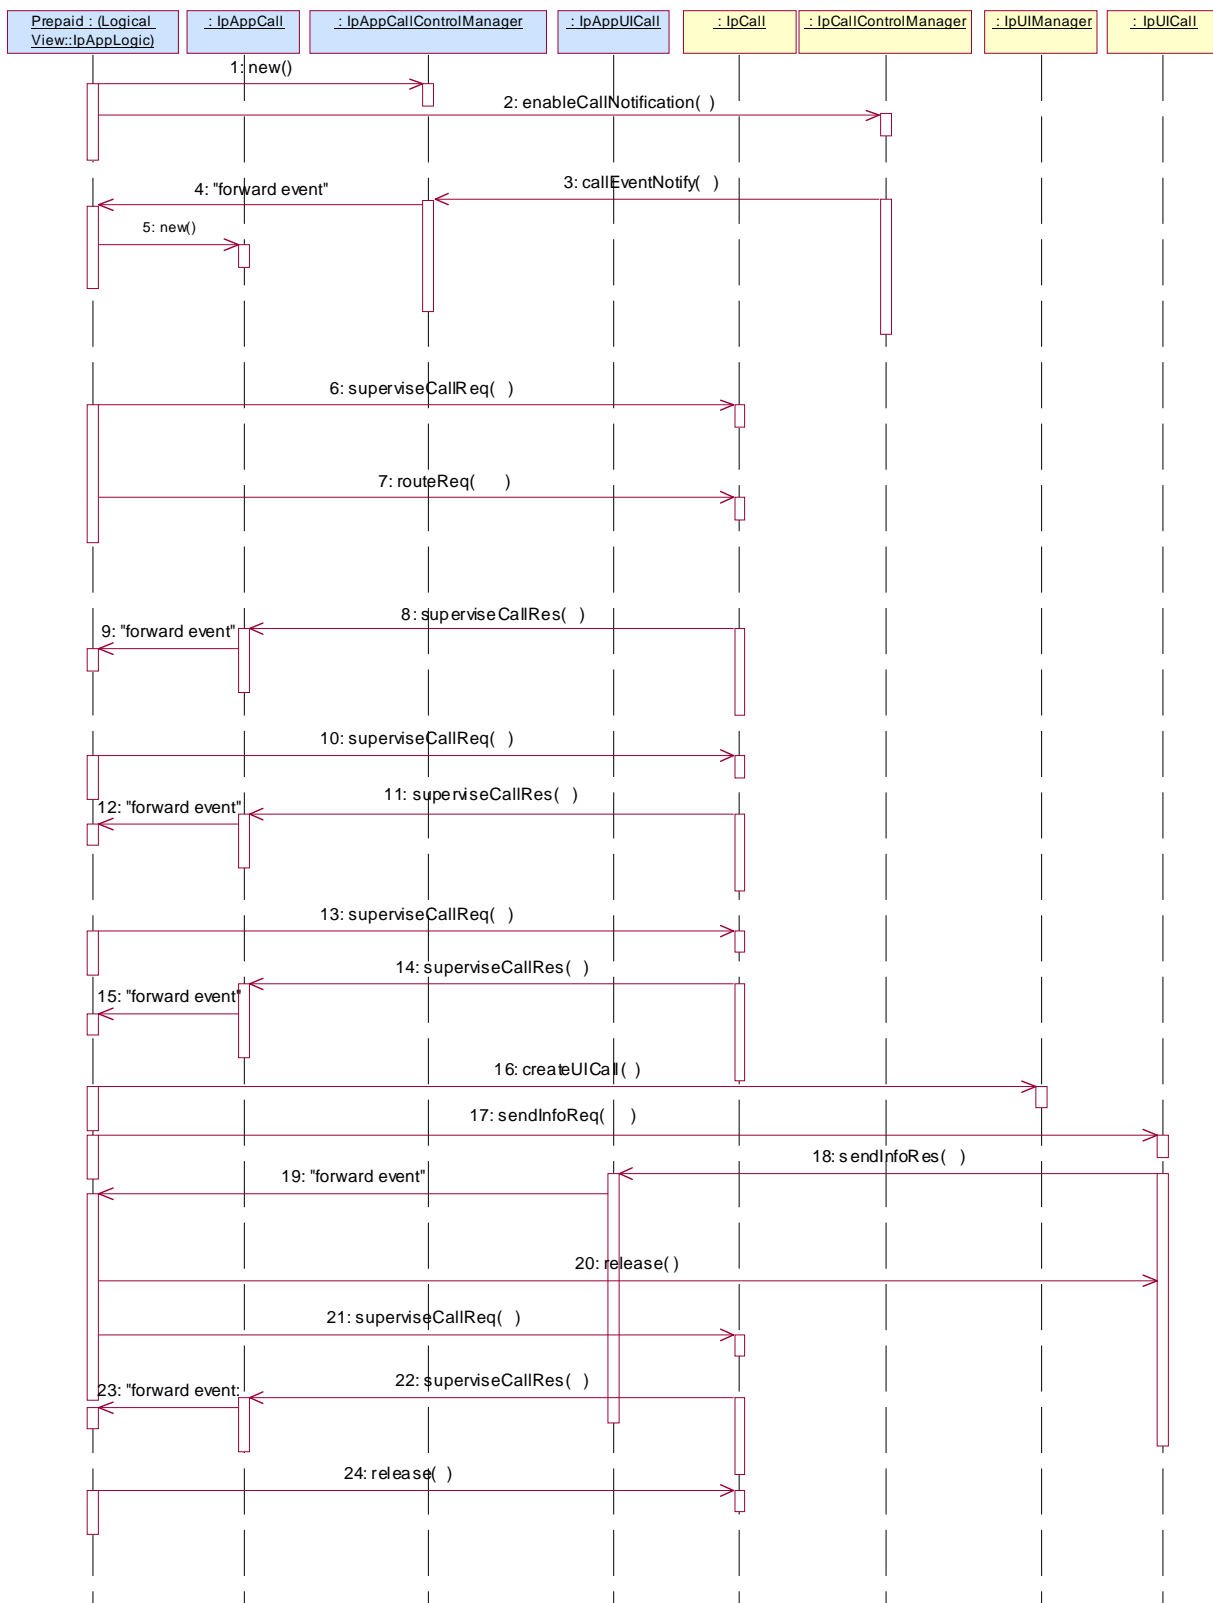 Prepaid : (Logical
View::IpAppLogic)
: IpAppCall
: IpAppCallControlManager
: IpAppUICall
: IpCall
: IpCallControlManager
: IpUIManager
: IpUICall
1: new()
2: enableCallNotification( )
3: callEventNotify( )
4: "forward event"
5: new()
6: superviseCallReq( )
7: routeReq( )
8: superviseCallRes( )
9: "forward event"
10: superviseCallReq( )
11: superviseCallRes( )
12: "forward event"
13: superviseCallReq( )
14: superviseCallRes( )
15: "forward event"
16: createUICall( )
17: sendInfoReq( )
18: sendInfoRes( )
19: "forward event"
20: release( )
21: superviseCallReq( )
22: superviseCallRes( )
23: "forward event:
24: release( )